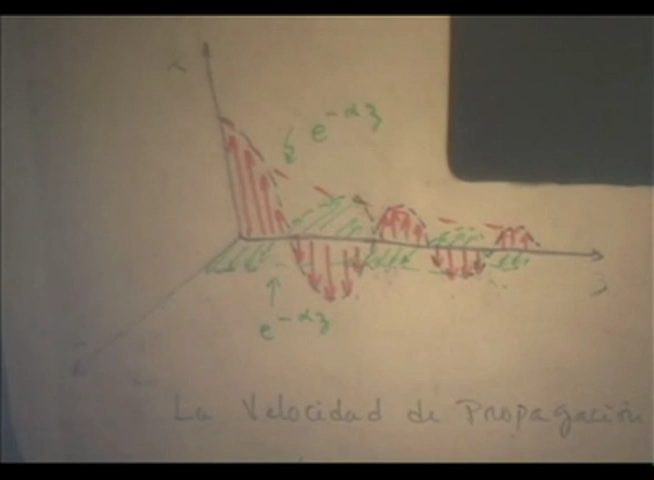 x
e^-αz
z
e^-αz
La Velocidad de Propagación